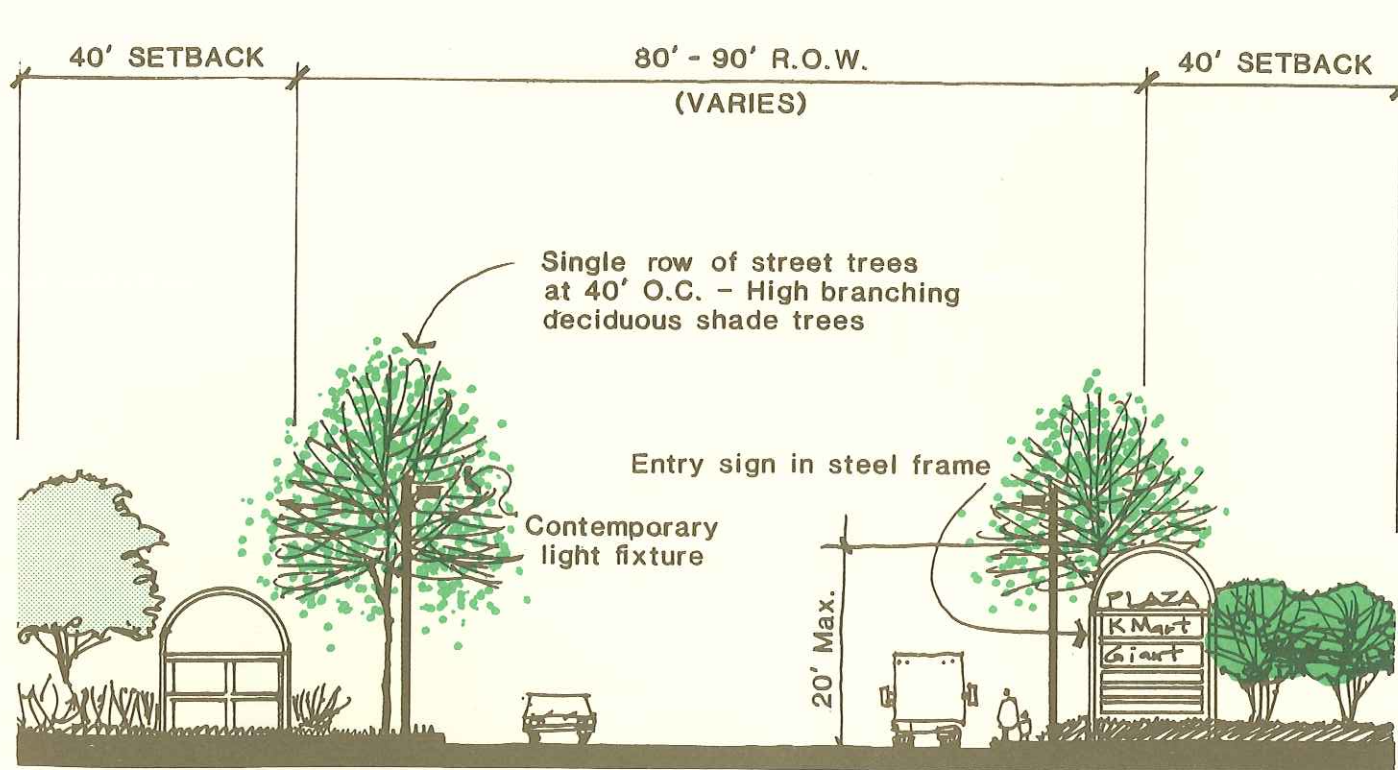 40' SETBACK
80' - 90' R.O.W.
(VARIES)
40' SETBACK
Single row of street trees
at 40' O.C. - High branching
deciduous shade trees
Entry sign in steel frame
Contemporary
light fixture
20' Max.
PLAZA
K Mart
Giant